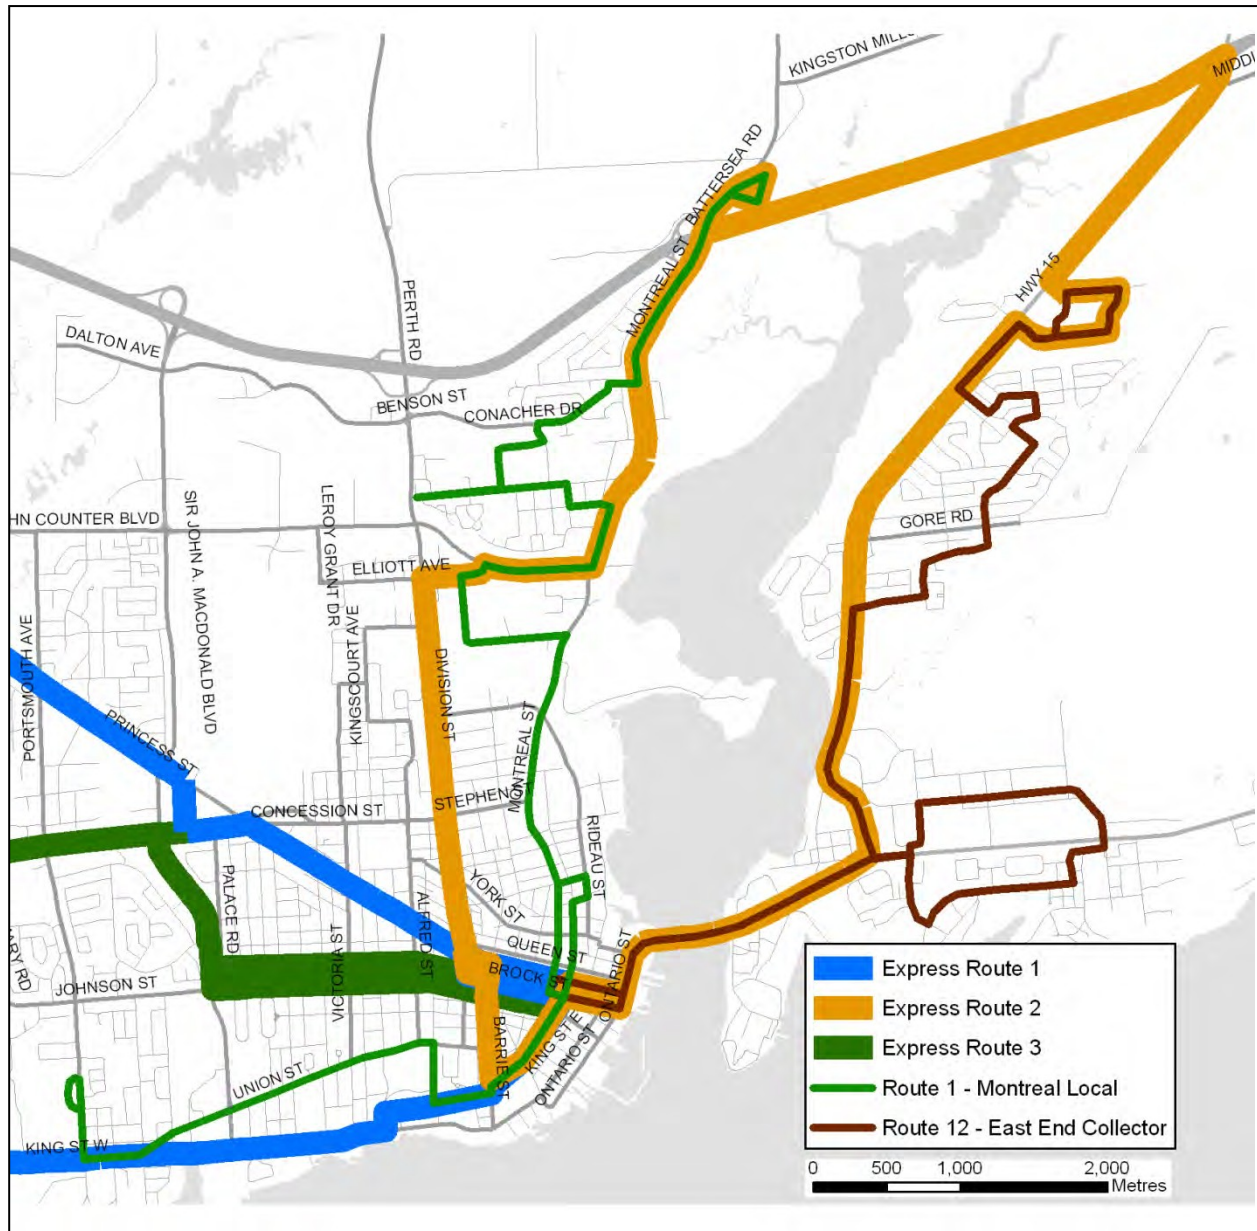 KINGSTON MILLS
MIDDL
BATTERSEA RD
MONTREAL ST
HWY 15
PERTH RD
DALTON AVE
BENSON ST
CONACHER DR
HN COUNTER BLVD
SIR JOHN A. MACDONALD BLVD
LEROY GRANT DR
ELLIOTT AVE
GORE RD
PORTSMOUTH AVE
KINGSCOURT AVE
DIVISION ST
PRINCESS ST
MONTREAL ST
CONCESSION ST
STEPHEN ST
RIDEAU ST
PALACE RD
ALFRED ST
YORK ST
QUEEN ST
ONTARIO ST
ARY RD
JOHNSON ST
VICTORIA ST
BROCK ST
BARRIE ST
KING ST E
ONTARIO ST
UNION ST
KING ST W
Express Route 1
Express Route 2
Express Route 3
Route 1 - Montreal Local
Route 12 - East End Collector
0 500 1,000 2,000
Metres